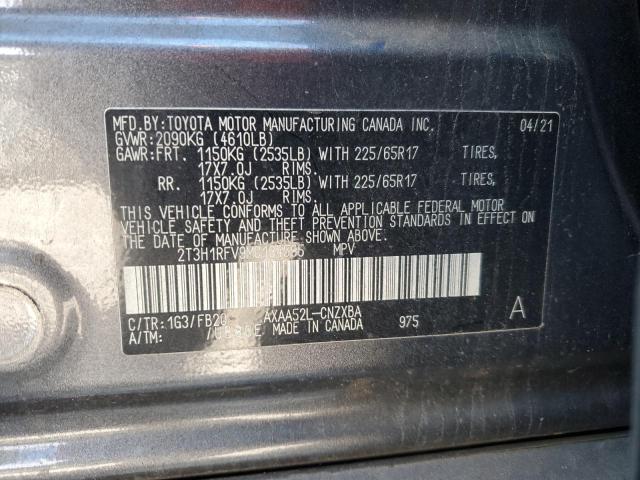 MFD.BY:TOYOTA MOTOR MANUFACTURING CANADA INC. 04/21
GVWR:2090KG (4610LB)
GAWR:FRT. 1150KG (2535LB) WITH 225/65R17 TIRES,
17X7.0J RIMS.
RR. 1150KG (2535LB) WITH 225/65R17 TIRES,
17X7.0J RIMS.
THIS VEHICLE CONFORMS TO ALL APPLICABLE FEDERAL MOTOR
VEHICLE SAFETY AND THEFT PREVENTION STANDARDS IN EFFECT ON
THE DATE OF MANUFACTURE SHOWN ABOVE.
MPV
C/TR:1G3/FB20 AXAA52L-CNZXBA A
A/TM: MADE IN CANADA 975